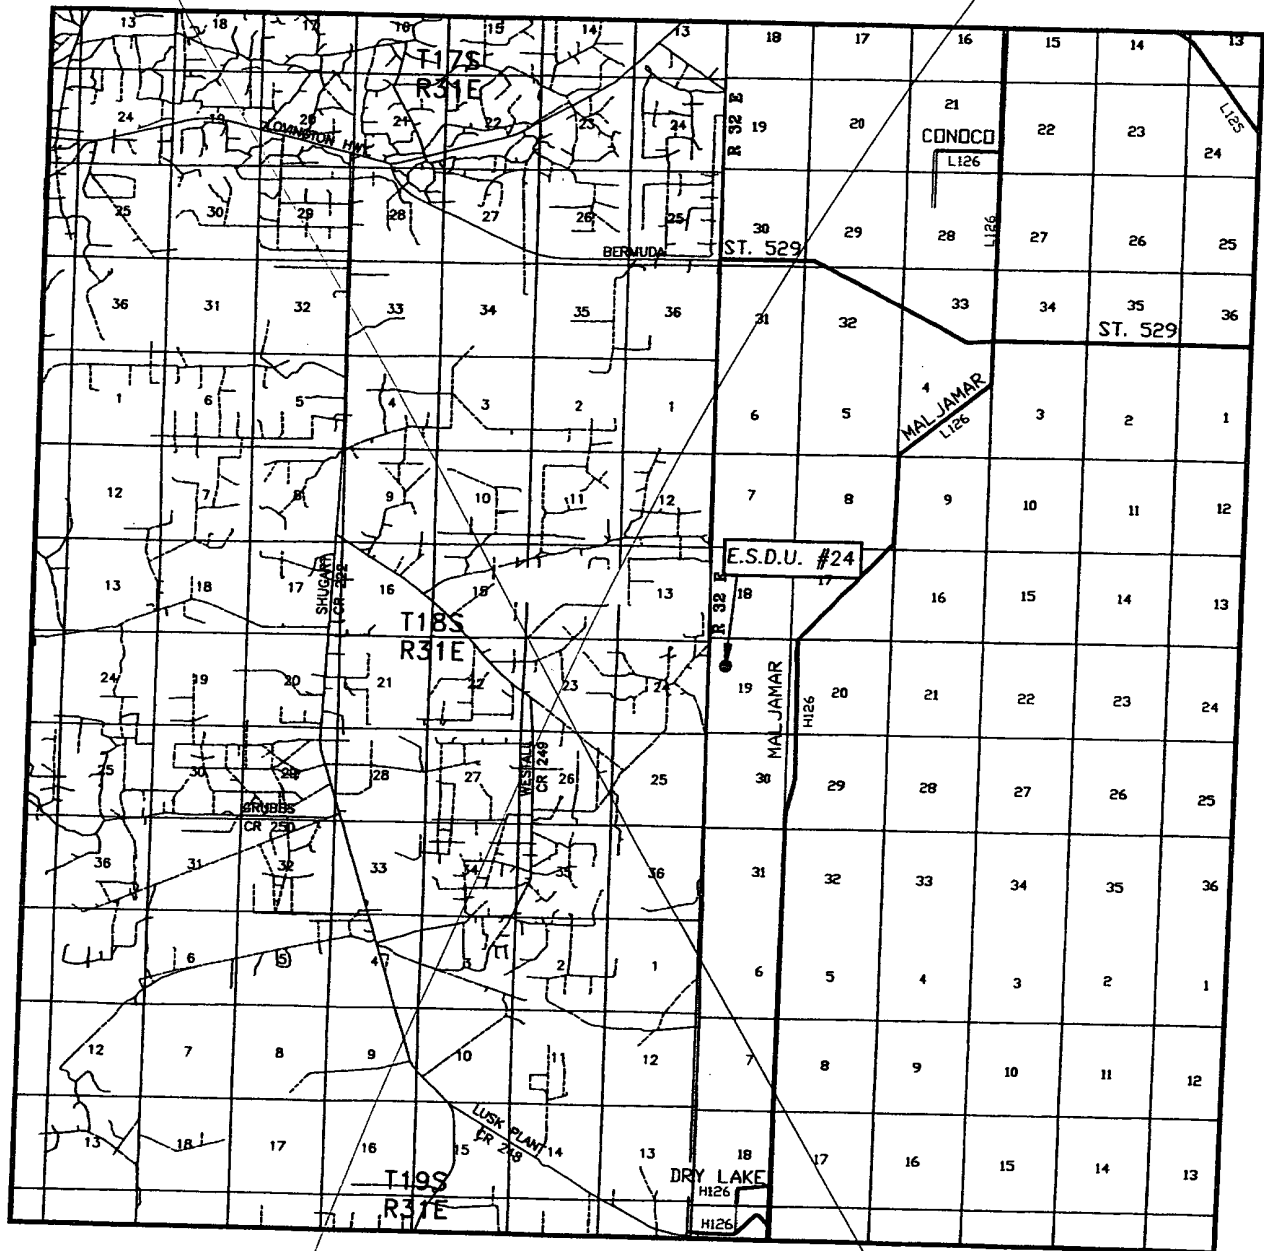 13 18 17 16 15 14 13 18 17 16 15 14 13
T17S
R31E
24 19 20 21 22 23 24 19 20 21 22 23 24
LOVINGTON HWY.
R 32 E
CONOCO
L126
L125
25 30 29 28 27 26 25 30 29 28 27 26 25
L126
BERMUDA
ST. 529
36 31 32 33 34 35 36 31 32 33 34 35 36
ST. 529
1 6 5 4 3 2 1 6 5 4 3 2 1
MALJAMAR
L126
12 7 8 9 10 11 12 7 8 9 10 11 12
E.S.D.U. #24
13 18 17 16 15 13 18 17 16 15 14 13
SHUGART
CR 222
R 32 E
T18S
R31E
24 19 20 21 22 23 24 19 20 21 22 23 24
MALJAMAR
H126
25 30 29 28 27 26 25 30 29 28 27 26 25
WESTALL
CR 249
GRUBBS
CR 250
36 31 32 33 34 35 36 31 32 33 34 35 36
6 5 4 3 2 1 6 5 4 3 2 1
12 7 8 9 10 11 12 7 8 9 10 11 12
LUSK PLANT
CR 248
13 18 17 16 15 14 13 18 17 16 15 14 13
DRY LAKE
H126
T19S
R31E
H126